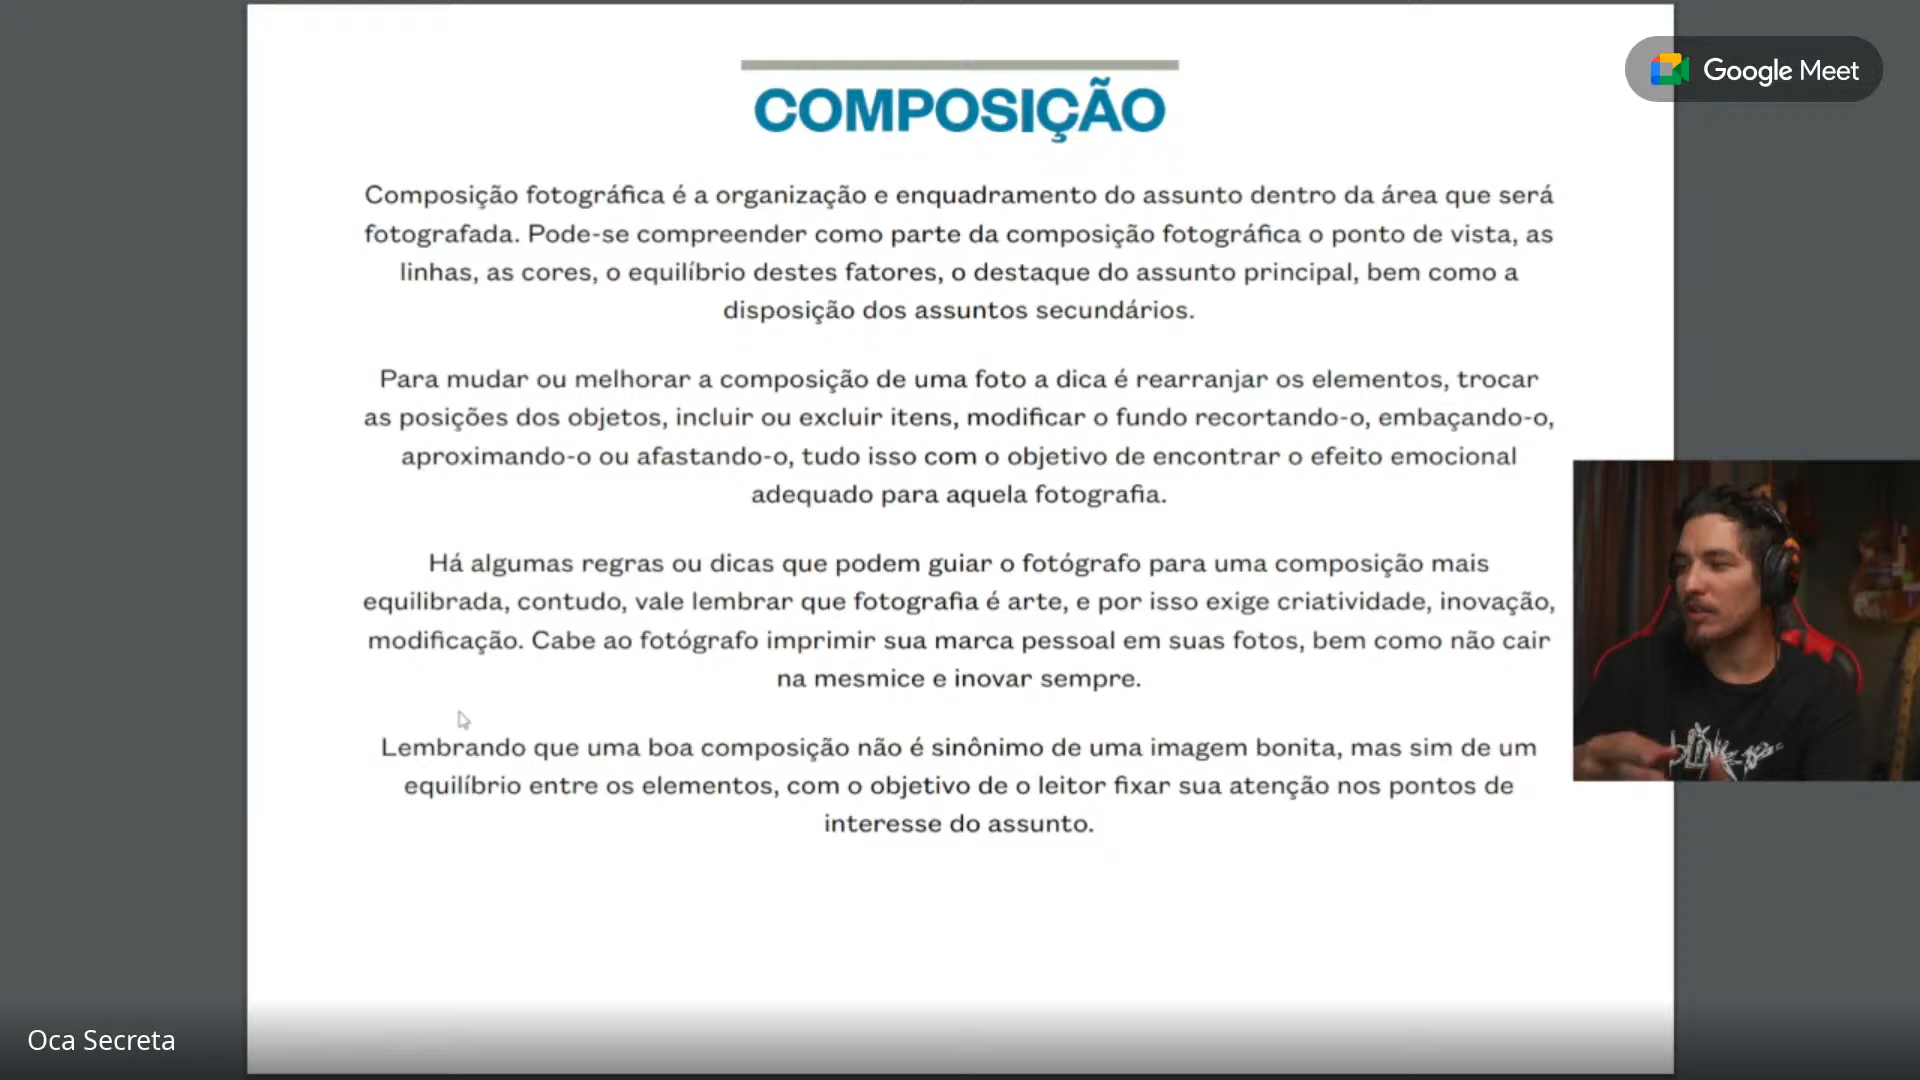 Google Meet
COMPOSIÇÃO
Composição fotográfica é a organização e enquadramento do assunto dentro da área que será
fotografada. Pode-se compreender como parte da composição fotográfica o ponto de vista, as
linhas, as cores, o equilíbrio destes fatores, o destaque do assunto principal, bem como a
disposição dos assuntos secundários.
Para mudar ou melhorar a composição de uma foto a dica é rearranjar os elementos, trocar
as posições dos objetos, incluir ou excluir itens, modificar o fundo recortando-o, embaçando-o,
aproximando-o ou afastando-o, tudo isso com o objetivo de encontrar o efeito emocional
adequado para aquela fotografia.
Há algumas regras ou dicas que podem guiar o fotógrafo para uma composição mais
equilibrada, contudo, vale lembrar que fotografia é arte, e por isso exige criatividade, inovação,
modificação. Cabe ao fotógrafo imprimir sua marca pessoal em suas fotos, bem como não cair
na mesmice e inovar sempre.
Lembrando que uma boa composição não é sinônimo de uma imagem bonita, mas sim de um
equilíbrio entre os elementos, com o objetivo de o leitor fixar sua atenção nos pontos de
interesse do assunto.
Oca Secreta